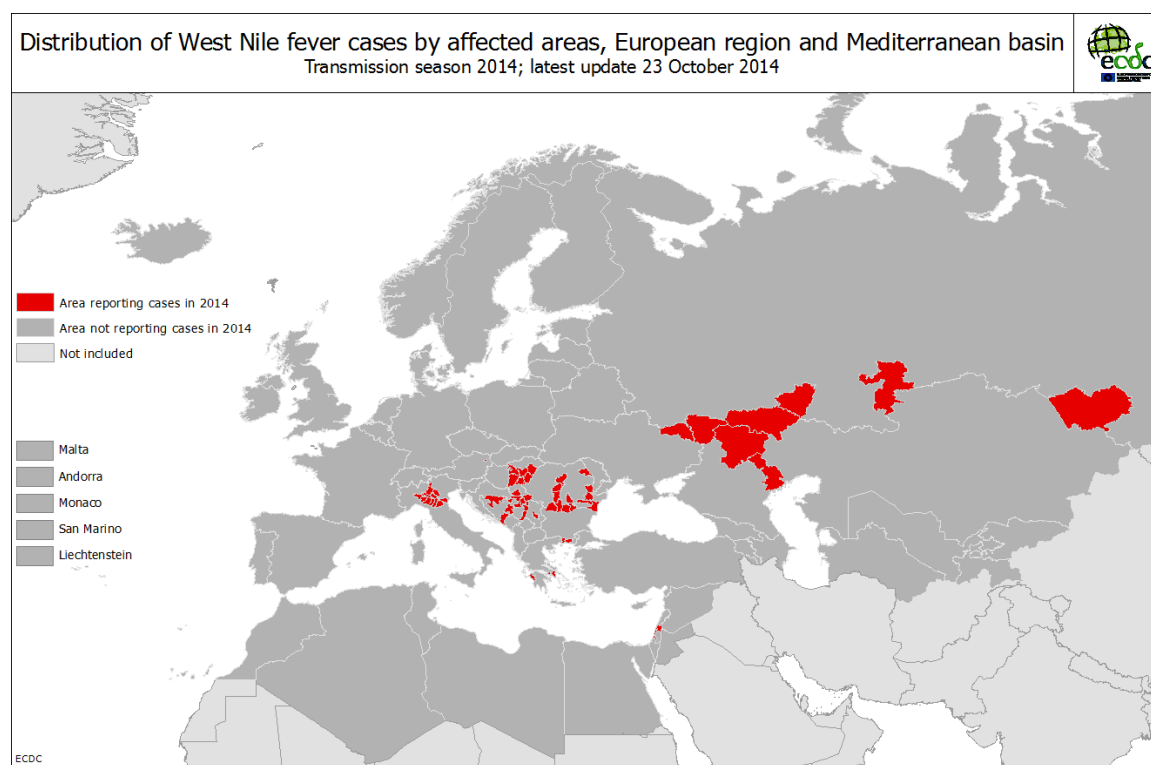 Distribution of West Nile fever cases by affected areas, European region and Mediterranean basin
Transmission season 2014; latest update 23 October 2014
ecdc
Area reporting cases in 2014
Area not reporting cases in 2014
Not included
Malta
Andorra
Monaco
San Marino
Liechtenstein
ECDC